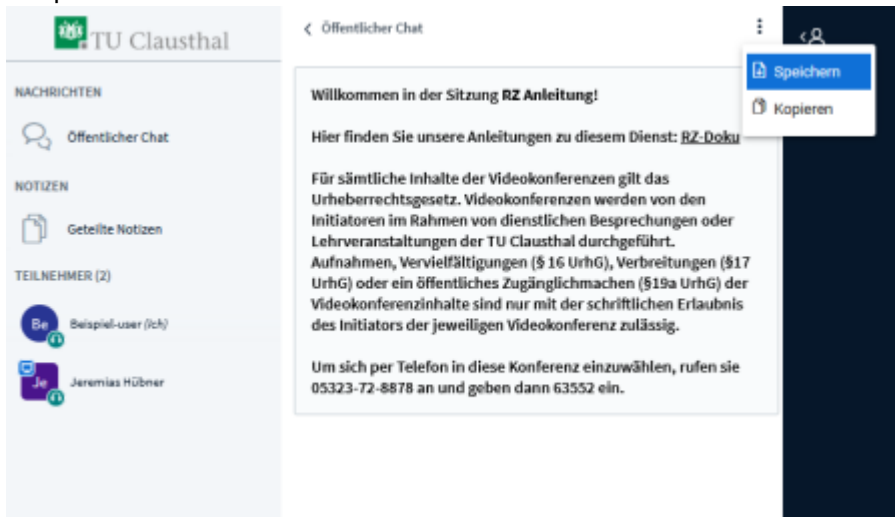 TU Clausthal
NACHRICHTEN
Öffentlicher Chat
NOTIZEN
Geteilte Notizen
TEILNEHMER (2)
Be Beispiel-user (Ich)
Je Jeremias Hübner
Öffentlicher Chat
Speichern
Kopieren
Willkommen in der Sitzung RZ Anleitung!
Hier finden Sie unsere Anleitungen zu diesem Dienst: RZ-Doku
Für sämtliche Inhalte der Videokonferenzen gilt das
Urheberrechtsgesetz. Videokonferenzen werden von den
Initiatoren im Rahmen von dienstlichen Besprechungen oder
Lehrveranstaltungen der TU Clausthal durchgeführt.
Aufnahmen, Vervielfältigungen (§ 16 UrhG), Verbreitungen (§17
UrhG) oder ein öffentliches Zugänglichmachen (§19a UrhG) der
Videokonferenzinhalte sind nur mit der schriftlichen Erlaubnis
des Initiators der jeweiligen Videokonferenz zulässig.
Um sich per Telefon in diese Konferenz einzuwählen, rufen sie
05323-72-8878 an und geben dann 63552 ein.